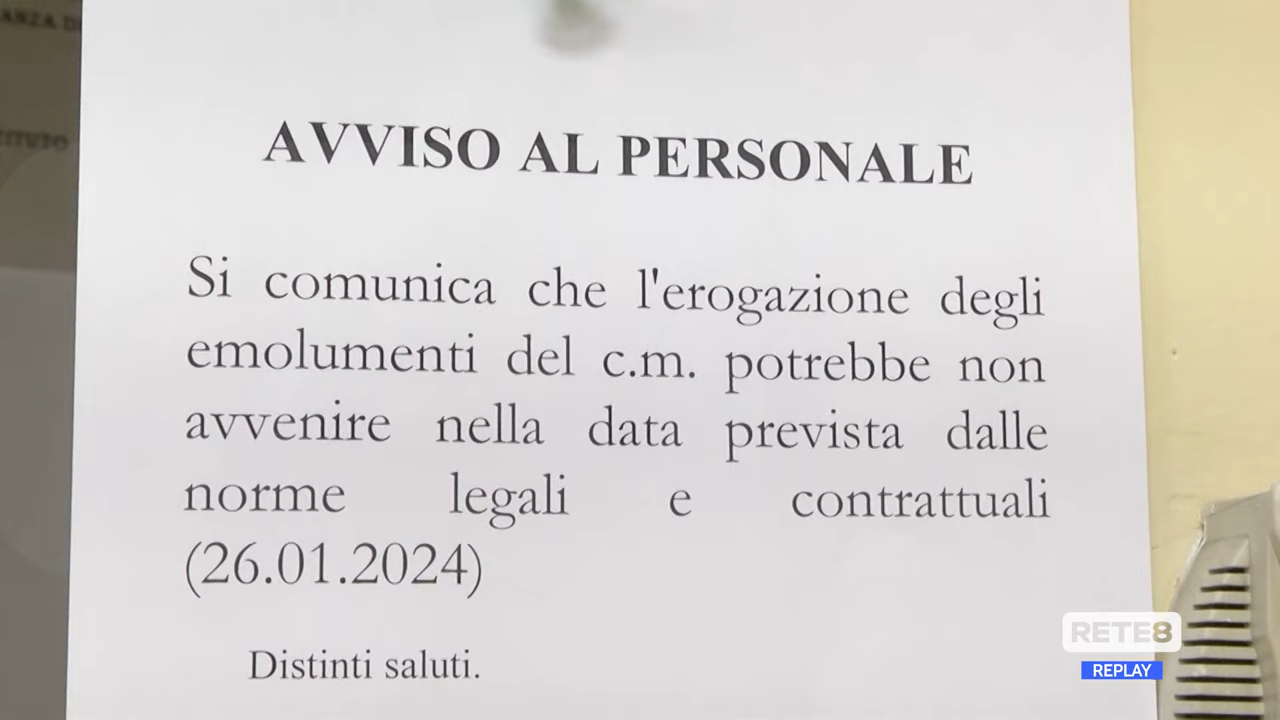 AVVISO AL PERSONALE
Si comunica che l'erogazione degli
emolumenti del c.m. potrebbe non
avvenire nella data prevista dalle
norme legali e contrattuali
(26.01.2024)
Distinti saluti.
RETE8
REPLAY